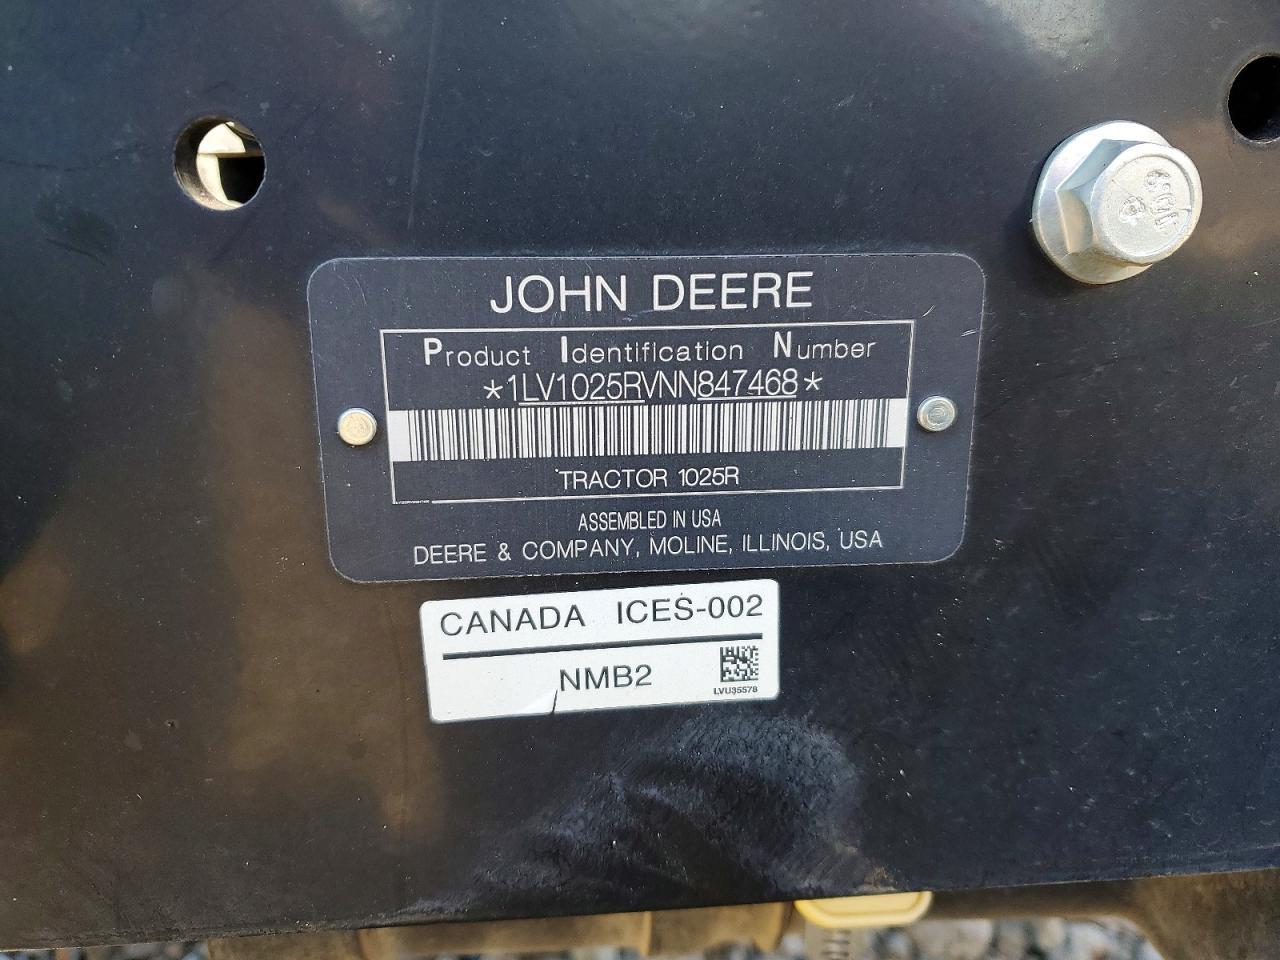 JOHN DEERE
Product Identification Number
*1LV1025RVNN847468*
TRACTOR 1025R
ASSEMBLED IN USA
DEERE & COMPANY, MOLINE, ILLINOIS, USA
CANADA ICES-002
NMB2
LVU35578